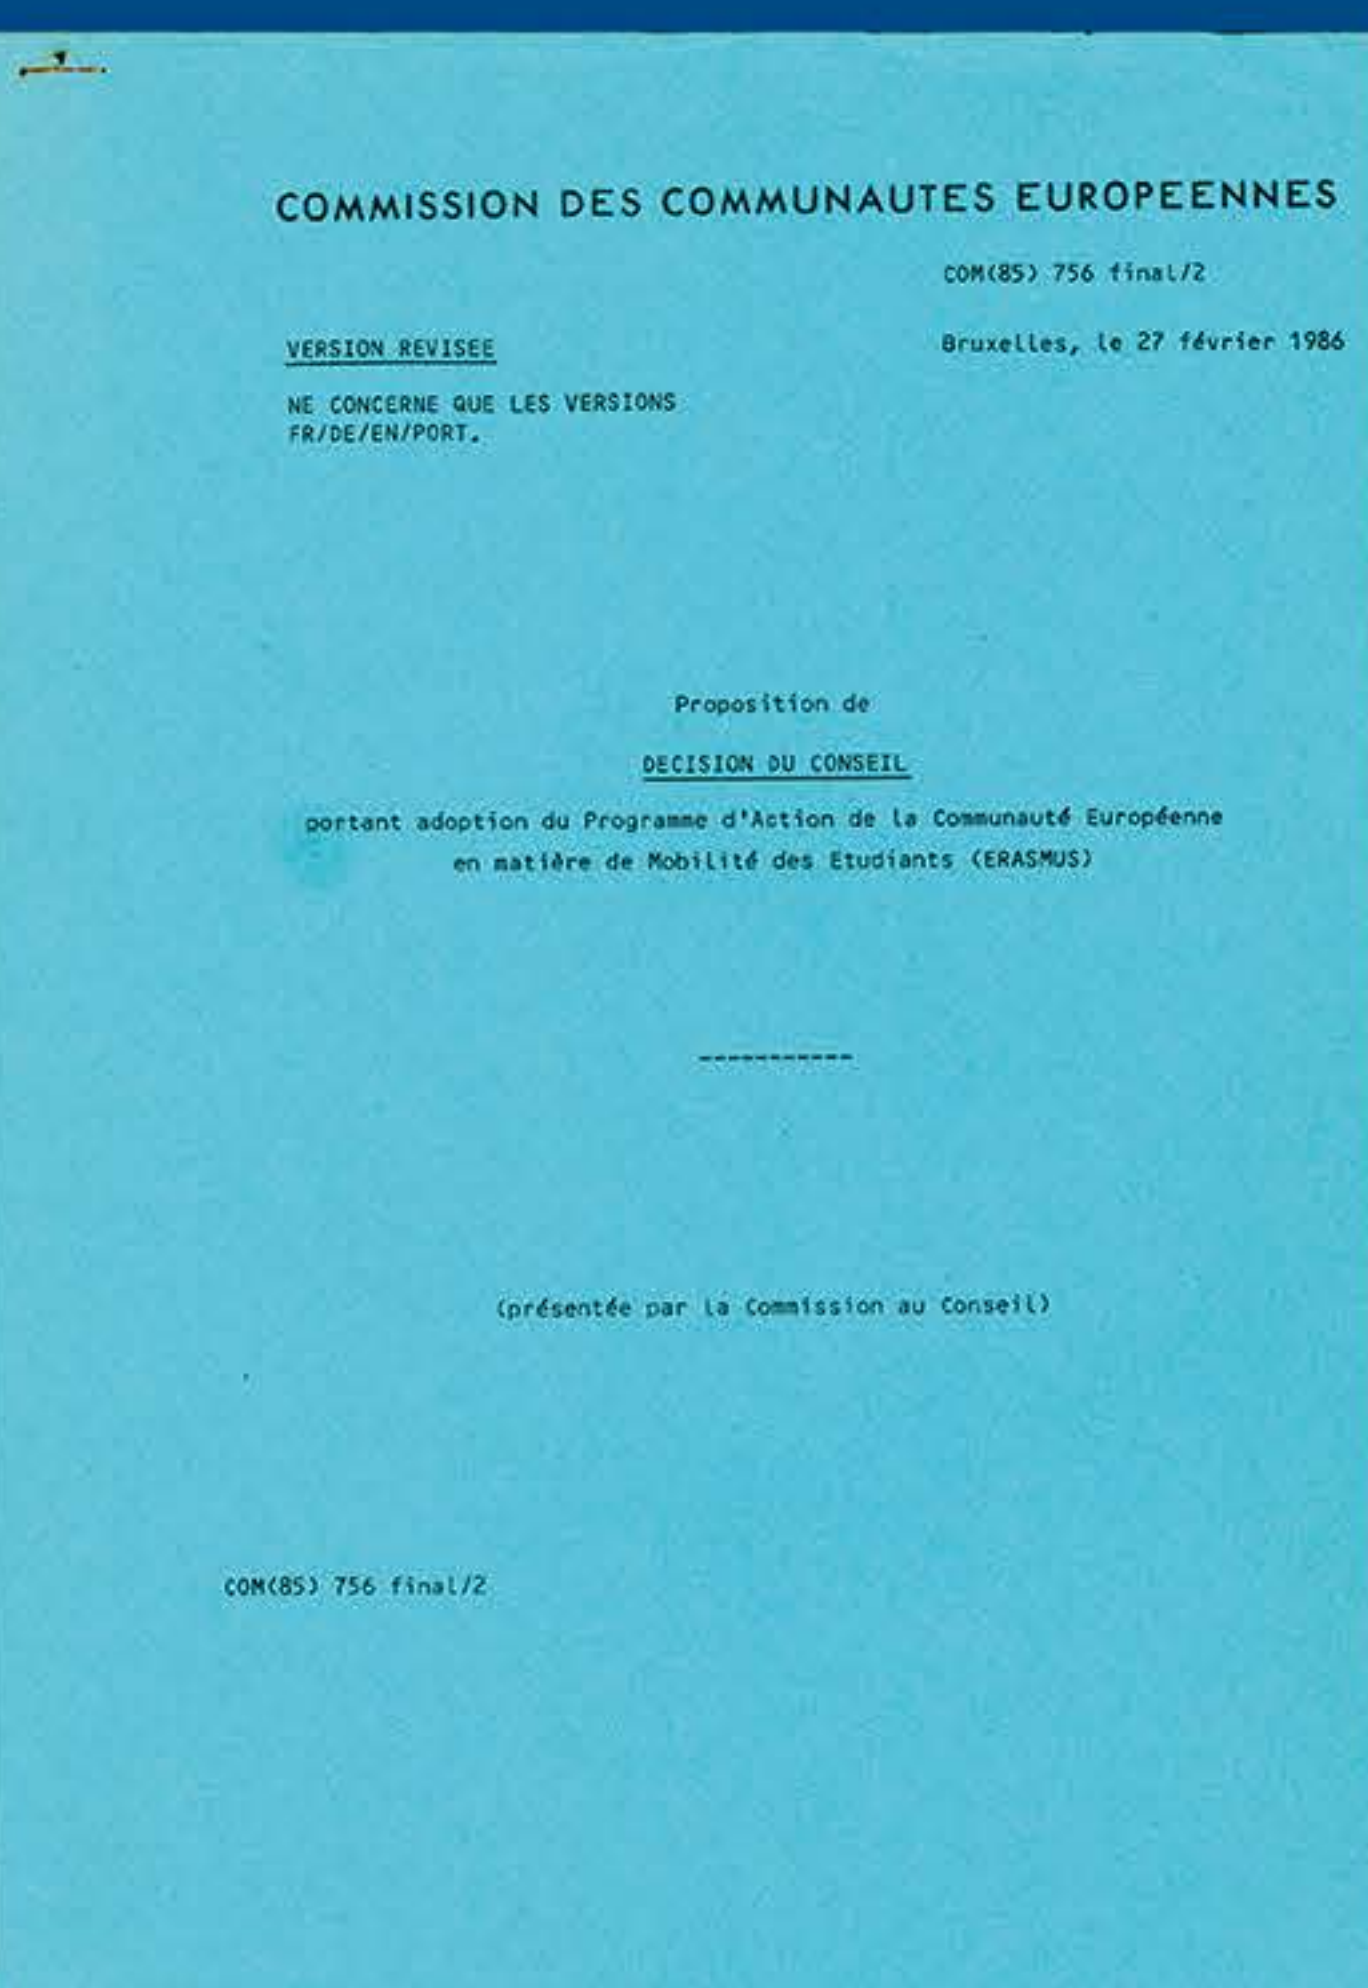 COMMISSION DES COMMUNAUTES EUROPEENNES
COM(85) 756 final/2
Bruxelles, le 27 février 1986
VERSION REVISEE
NE CONCERNE QUE LES VERSIONS
FR/DE/EN/PORT.
Proposition de
DECISION DU CONSEIL
portant adoption du Programme d'Action de la Communauté Européenne
en matière de Mobilité des Etudiants (ERASMUS)
-----------
(présentée par la Commission au Conseil)
COM(85) 756 final/2